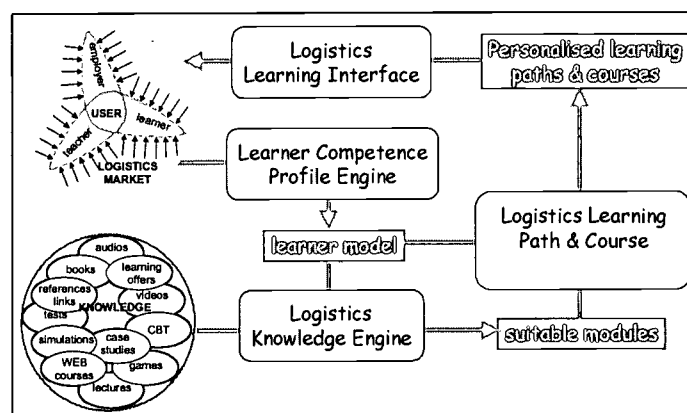 employer
USER
learner
teacher
LOGISTICS
MARKET
Logistics
Learning Interface
Personalised learning
paths & courses
Learner Competence
Profile Engine
learner model
Logistics Learning
Path & Course
audios
books
learning
offers
references
links
videos
KNOWLEDGE
tests
CBT
simulations
case
studies
WEB
courses
games
lectures
Logistics
Knowledge Engine
suitable modules